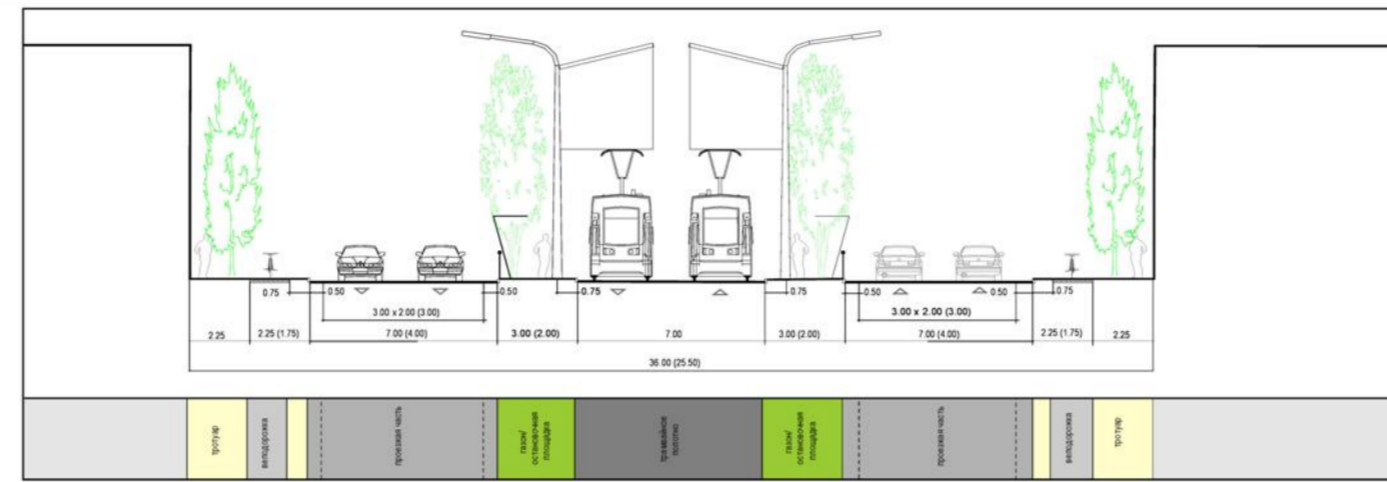 0.75
0.50
0.50
0.75
0.75
0.50
0.50
0.75
3.00 x 2.00 (3.00)
3.00 x 2.00 (3.00)
2.25
2.25 (1.75)
7.00 (4.00)
3.00 (2.00)
7.00
3.00 (2.00)
7.00 (4.00)
2.25 (1.75)
2.25
36.00 (25.50)
тротуар
велодорожка
проезжая часть
газон/
остановочная
площадка
трамвайное
полотно
газон/
остановочная
площадка
проезжая часть
велодорожка
тротуар